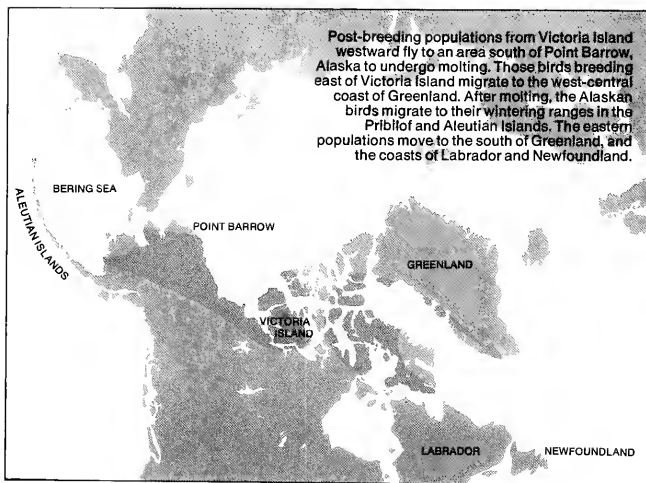 Post-breeding populations from Victoria Island
westward fly to an area south of Point Barrow,
Alaska to undergo molting. Those birds breeding
east of Victoria Island migrate to the west-central
coast of Greenland. After molting, the Alaskan
birds migrate to their wintering ranges in the
Pribilof and Aleutian Islands. The eastern
populations move to the south of Greenland, and
the coasts of Labrador and Newfoundland.
BERING SEA
ALEUTIAN ISLANDS
POINT BARROW
GREENLAND
VICTORIA
ISLAND
LABRADOR
NEWFOUNDLAND